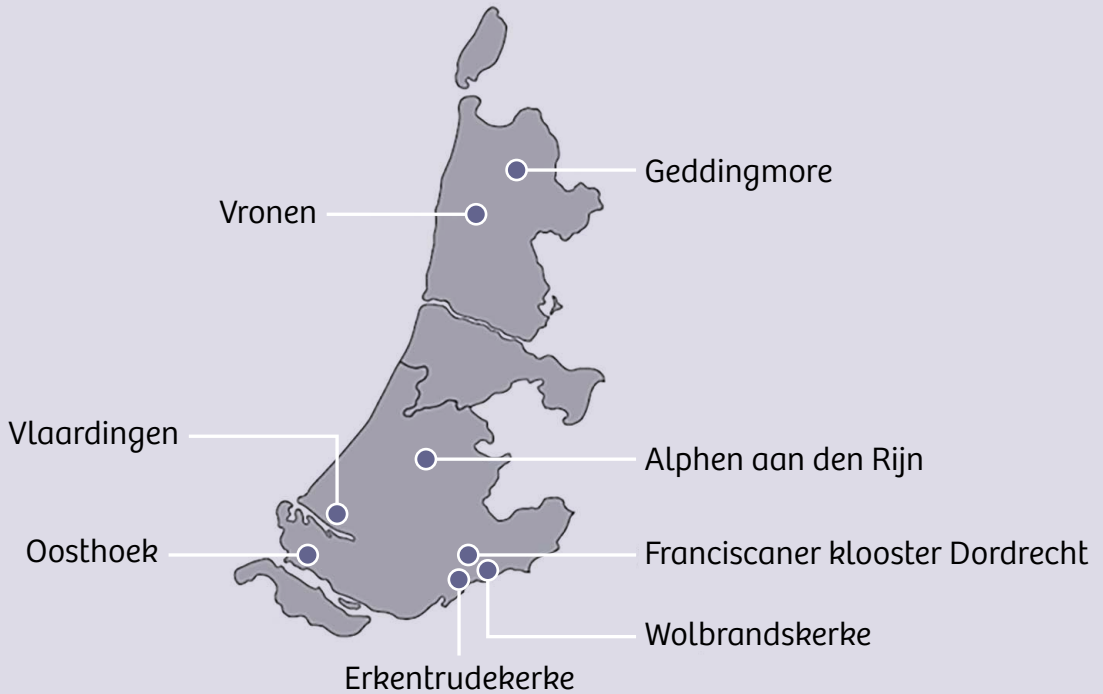 Geddingmore
Vronen
Vlaardingen
Alphen aan den Rijn
Oosthoek
Franciscaner klooster Dordrecht
Wolbrandskerke
Erkentrudekerke